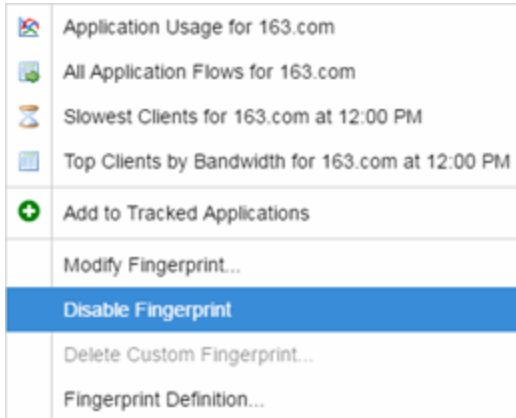 Application Usage for 163.com
All Application Flows for 163.com
Slowest Clients for 163.com at 12:00 PM
Top Clients by Bandwidth for 163.com at 12:00 PM
Add to Tracked Applications
Modify Fingerprint...
Disable Fingerprint
Delete Custom Fingerprint...
Fingerprint Definition...